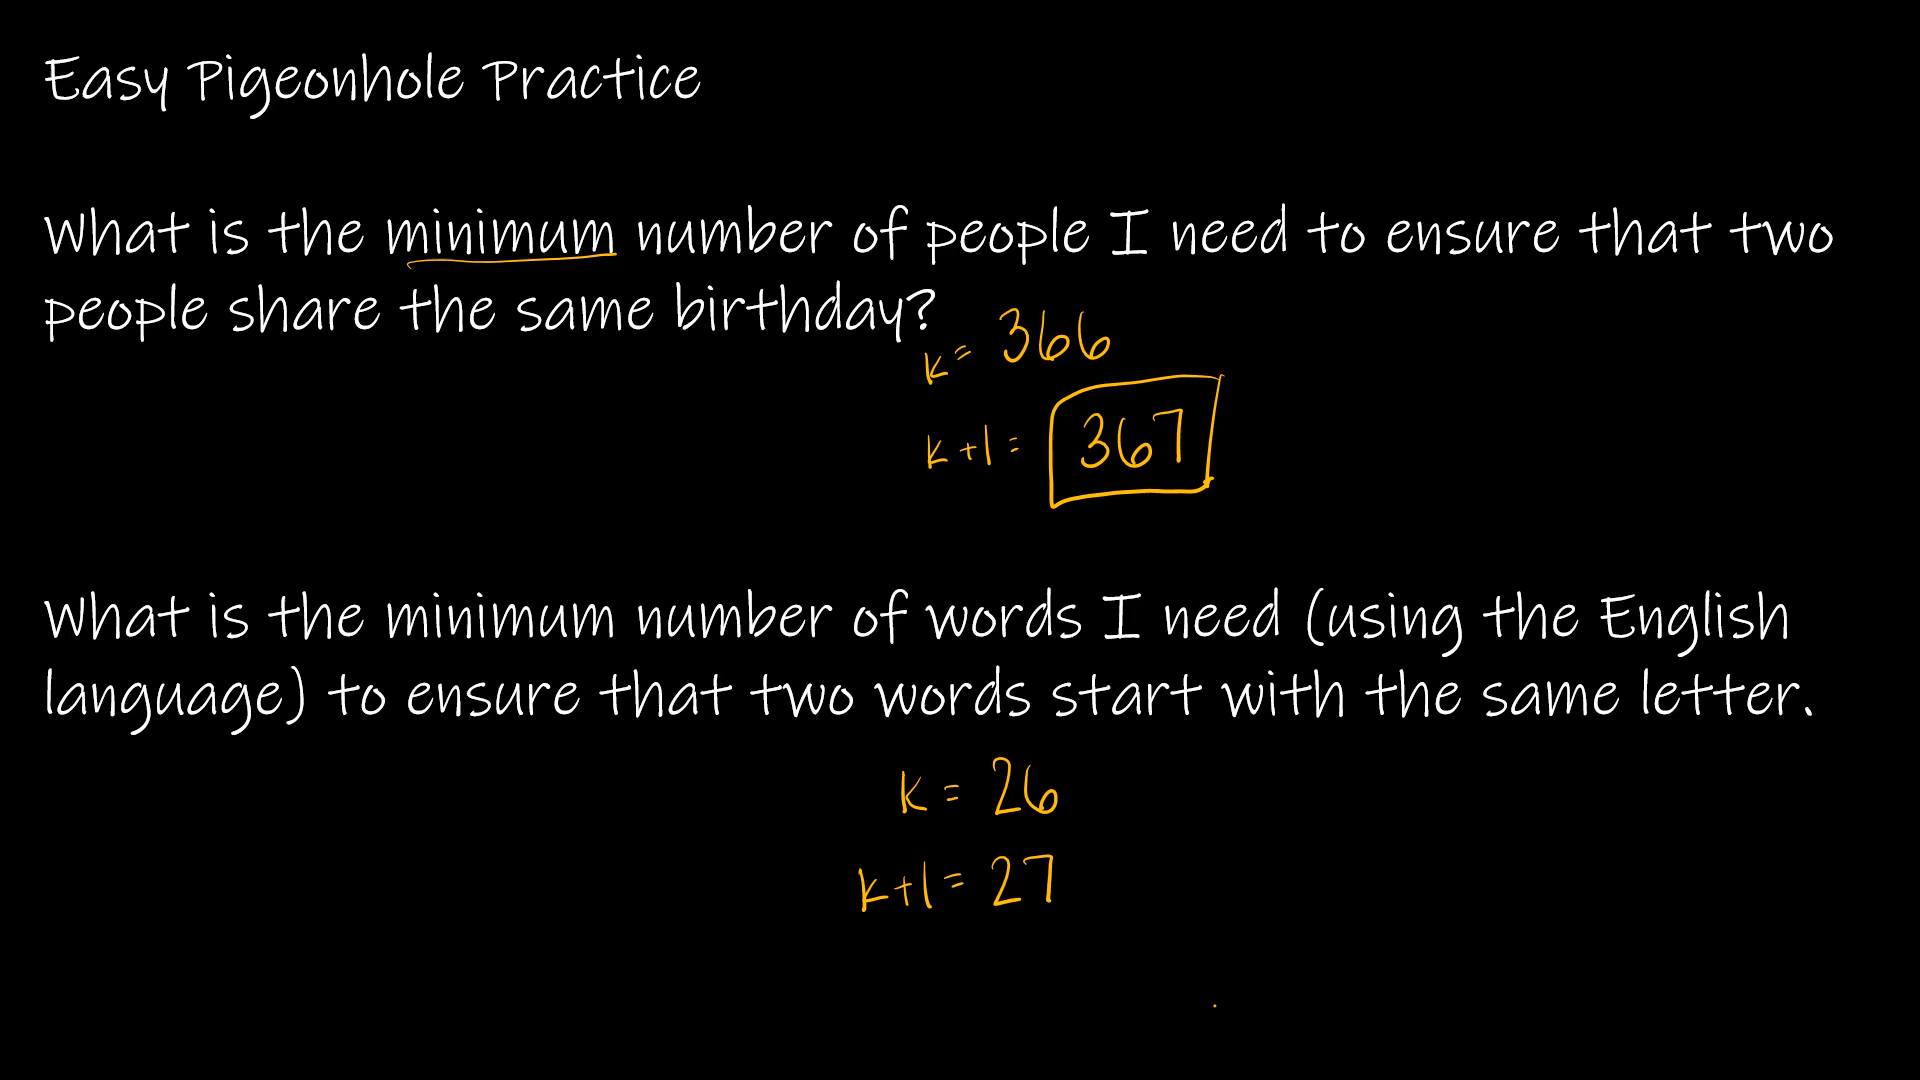 Easy Pigeonhole Practice
What is the minimum number of people I need to ensure that two
people share the same birthday?
k = 366
k+1 = 367
What is the minimum number of words I need (using the English
language) to ensure that two words start with the same letter.
k = 26
k+1 = 27